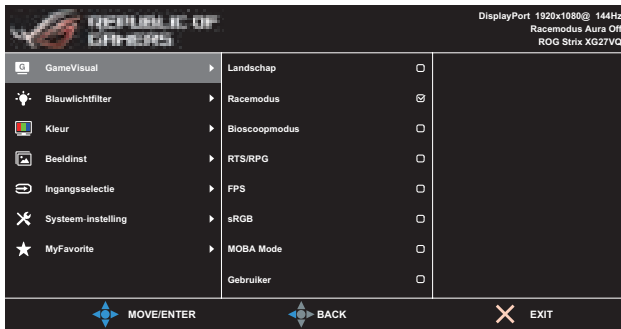 REPUBLIC OF
GAMERS
DisplayPort 1920x1080@ 144Hz
Racemodus Aura Off
ROG Strix XG27VQ
G GameVisual
Blauwlichtfilter
Kleur
Beeldinst
Ingangsselectie
Systeem-instelling
MyFavorite
Landschap
Racemodus
Bioscoopmodus
RTS/RPG
FPS
sRGB
MOBA Mode
Gebruiker
MOVE/ENTER
BACK
EXIT